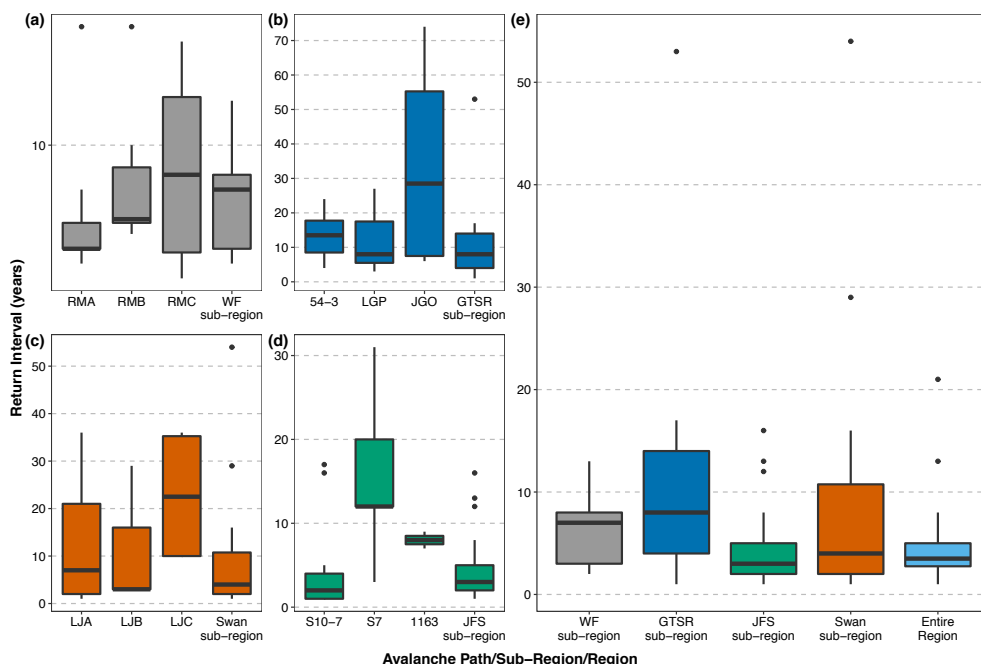 (a)
10
RMA RMB RMC WF
sub−region
(b)
70
60
50
40
30
20
10
0
54−3 LGP JGO GTSR
sub−region
(c)
50
40
30
20
10
0
LJA LJB LJC Swan
sub−region
(d)
30
20
10
0
S10−7 S7 1163 JFS
sub−region
(e)
50
40
30
20
10
0
WF GTSR JFS Swan Entire
sub−region sub−region sub−region sub−region Region
Return Interval (years)
Avalanche Path/Sub−Region/Region